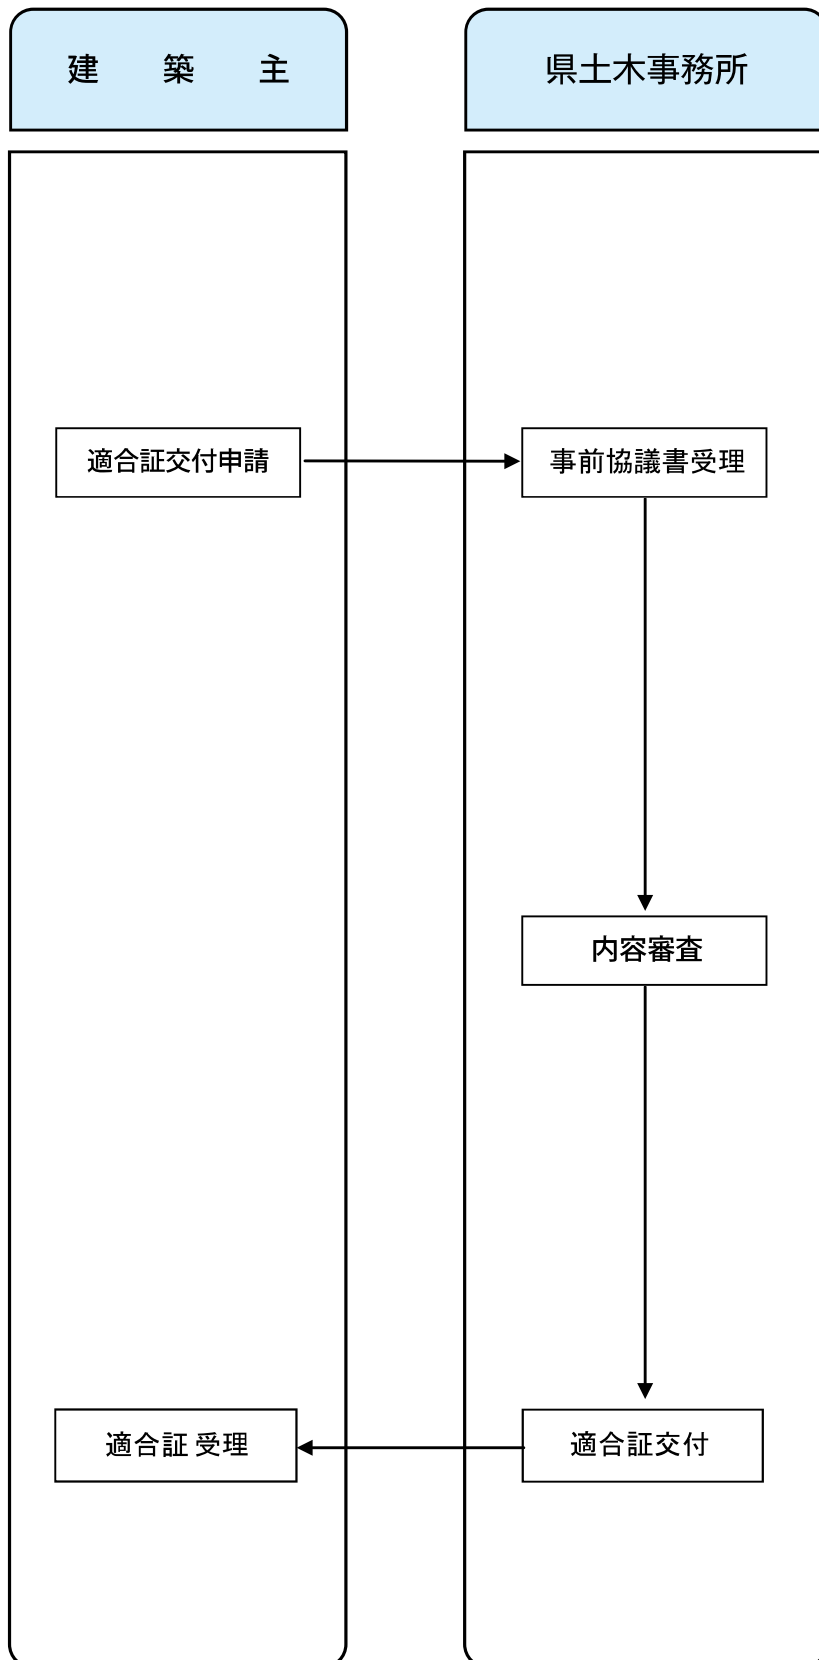 建　築　主
県土木事務所
適合証交付申請
事前協議書受理
内容審査
適合証 受理
適合証交付